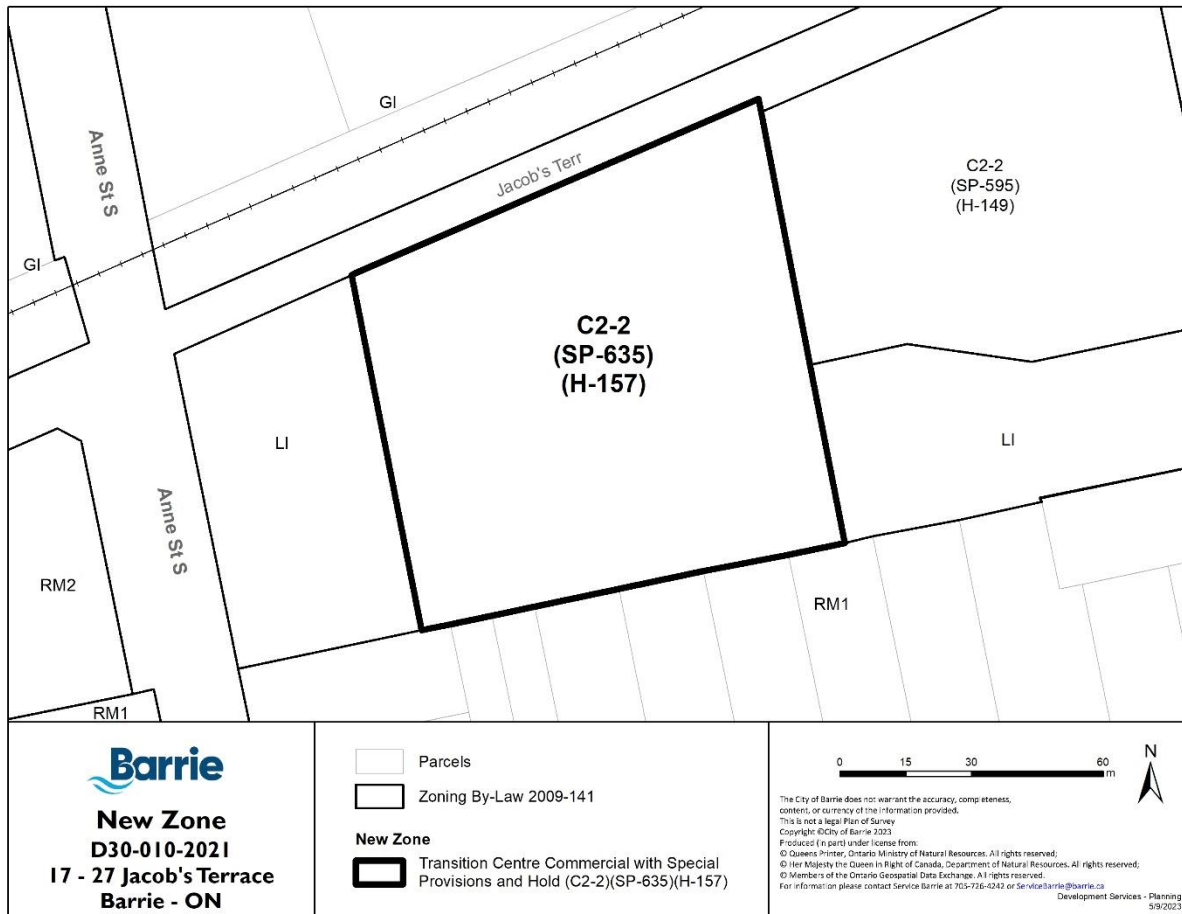 GI
Anne St S
Jacob's Terr
C2-2
(SP-595)
(H-149)
GI
C2-2
(SP-635)
(H-157)
LI
LI
Anne St S
RM2
RM1
RM1
Barrie
New Zone
D30-010-2021
17 - 27 Jacob's Terrace
Barrie - ON
Parcels
Zoning By-Law 2009-141
New Zone
Transition Centre Commercial with Special
Provisions and Hold (C2-2)(SP-635)(H-157)
0 15 30 60
m
N
The City of Barrie does not warrant the accuracy, completeness,
content, or currency of the information provided.
This is not a legal Plan of Survey
Copyright ©City of Barrie 2023
Produced (in part) under license from:
© Queens Printer, Ontario Ministry of Natural Resources. All rights reserved;
© Her Majesty the Queen in Right of Canada, Department of Natural Resources. All rights reserved;
© Members of the Ontario Geospatial Data Exchange. All rights reserved.
For information please contact Service Barrie at 705-726-4242 or ServiceBarrie@barrie.ca
Development Services - Planning
5/9/2023